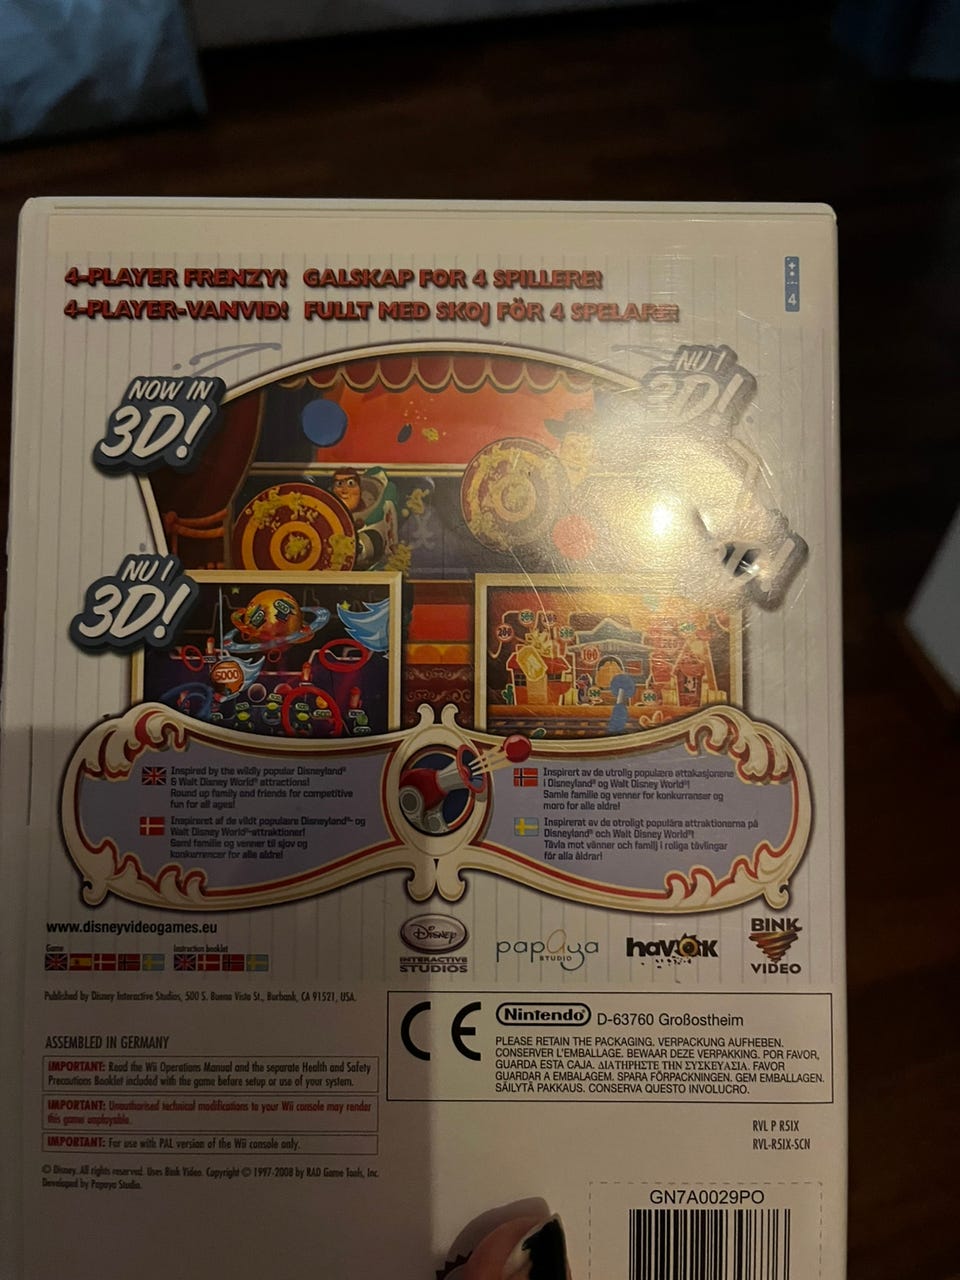 4-PLAYER FRENZY! GALSKAP FOR 4 SPILLERE!
4-PLAYER-VANVID! FULLT MED SKOJ FÖR 4 SPELARE!
4
NOW IN
3D!
NU I
3D!
NU I
3D!
3D!
5000
100
500
Inspired by the wildly popular Disneyland®
& Walt Disney World® attractions!
Round up family and friends for competitive
fun for all ages!
Inspireret af de vildt populære Disneyland®- og
Walt Disney World®-attraktioner!
Saml familie og venner til sjov og
konkurrencer for alle aldre!
Inspirert av de utrolig populære attaksjonene
i Disneyland® og Walt Disney World®!
Samle familie og venner for konkurranser og
moro for alle aldre!
Inspirerat av de otroligt populära attraktionerna på
Disneyland® och Walt Disney World®!
Tävla mot vänner och familj i roliga tävlingar
för alla åldrar!
www.disneyvideogames.eu
Game Instruction booklet
Disney
INTERACTIVE
STUDIOS
papaya
STUDIO
havok
BINK
VIDEO
Published by Disney Interactive Studios, 500 S. Buena Vista St., Burbank, CA 91521, USA.
ASSEMBLED IN GERMANY
IMPORTANT: Read the Wii Operations Manual and the separate Health and Safety
Precautions Booklet included with the game before setup or use of your system.
IMPORTANT: Unauthorised technical modifications to your Wii console may render
this game unplayable.
IMPORTANT: For use with PAL version of the Wii console only.
© Disney. All rights reserved. Uses Bink Video. Copyright © 1997-2008 by RAD Game Tools, Inc.
Developed by Papaya Studio.
CE
Nintendo® D-63760 Großostheim
PLEASE RETAIN THE PACKAGING. VERPACKUNG AUFHEBEN.
CONSERVER L'EMBALLAGE. BEWAAR DEZE VERPAKKING. POR FAVOR,
GUARDA ESTA CAJA. ΔΙΑΤΗΡΗΣΤΕ ΤΗΝ ΣΥΣΚΕΥΑΣΙΑ. FAVOR
GUARDAR A EMBALAGEM. SPARA FÖRPACKNINGEN. GEM EMBALLAGEN.
SÄILYTÄ PAKKAUS. CONSERVA QUESTO INVOLUCRO.
RVL P R5IX
RVL-R5IX-SCN
GN7A0029PO